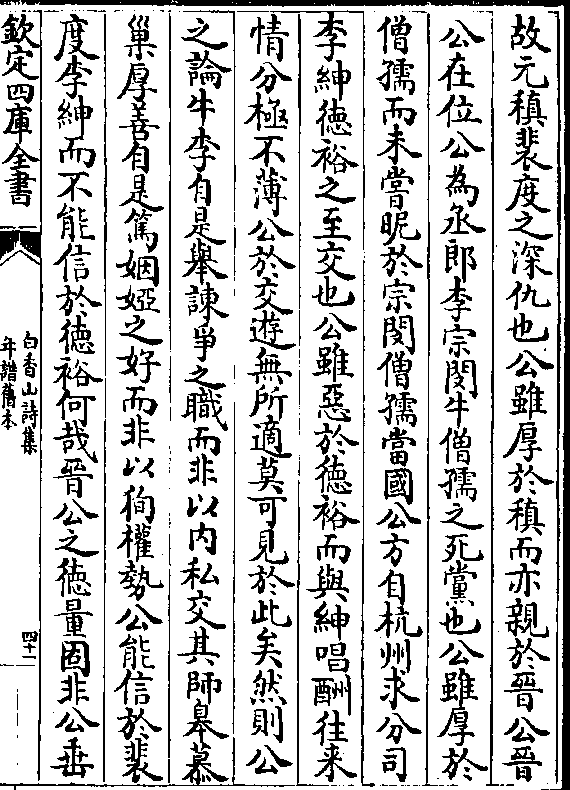 故元稹裴度之深仇也公雖厚於稹而亦親於晉公晉
公在位公為丞郎李宗閔牛僧孺之死黨也公雖厚於
僧孺而未嘗昵於宗閔僧孺當國公方自杭州求分司
李紳徳裕之至交也公雖惡於徳裕而與紳唱酬往来
情分極不薄公於交遊無所適莫可見於此矣然則公
之論牛李自是舉諫爭之職而非以内私交其師皋慕
巢厚善自是篤姻婭之好而非以徇權勢公能信於裴
度李紳而不能信於徳裕何哉晉公之徳量固非公垂
欽定四庫全書
白香山詩集
年譜舊本
四十一